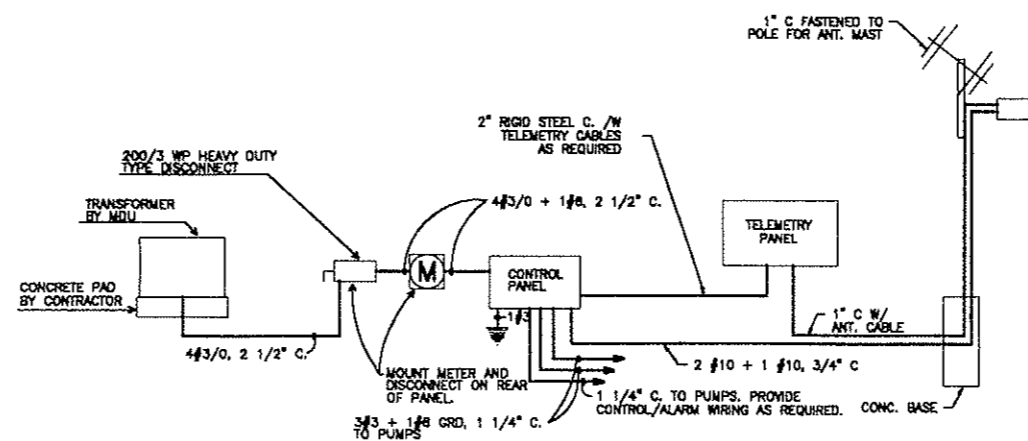 1" C FASTENED TO
POLE FOR ANT. MAST
2" RIGID STEEL C. /W
TELEMETRY CABLES
AS REQUIRED
200/3 WP HEAVY DUTY
TYPE DISCONNECT
TRANSFORMER
BY MDU
4#3/0 + 1#6, 2 1/2" C.
TELEMETRY
PANEL
M
CONTROL
PANEL
CONCRETE PAD
BY CONTRACTOR
1#3
1" C W/
ANT. CABLE
4#3/0, 2 1/2" C.
2 #10 + 1 #10, 3/4" C
MOUNT METER AND
DISCONNECT ON REAR
OF PANEL.
1 1/4" C. TO PUMPS. PROVIDE
CONTROL/ALARM WIRING AS REQUIRED.
CONC. BASE
3#3 + 1#8 GRD, 1 1/4" C.
TO PUMPS